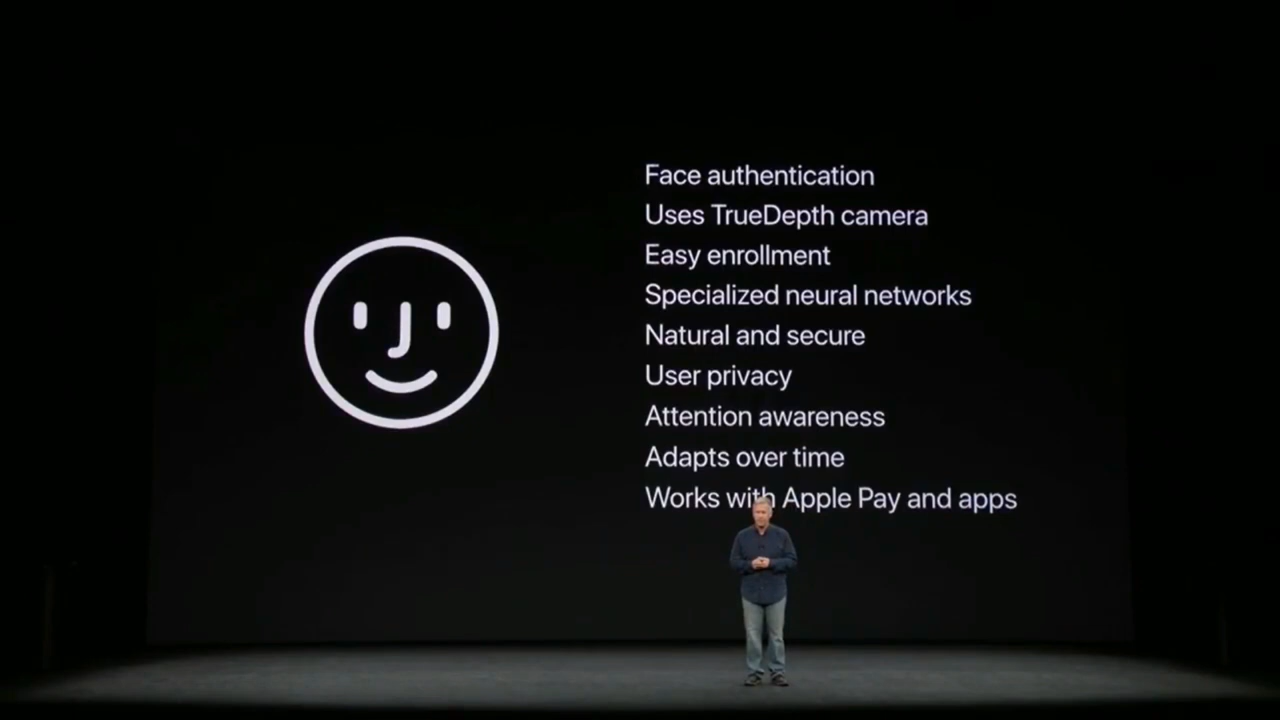 Face authentication
Uses TrueDepth camera
Easy enrollment
Specialized neural networks
Natural and secure
User privacy
Attention awareness
Adapts over time
Works with Apple Pay and apps